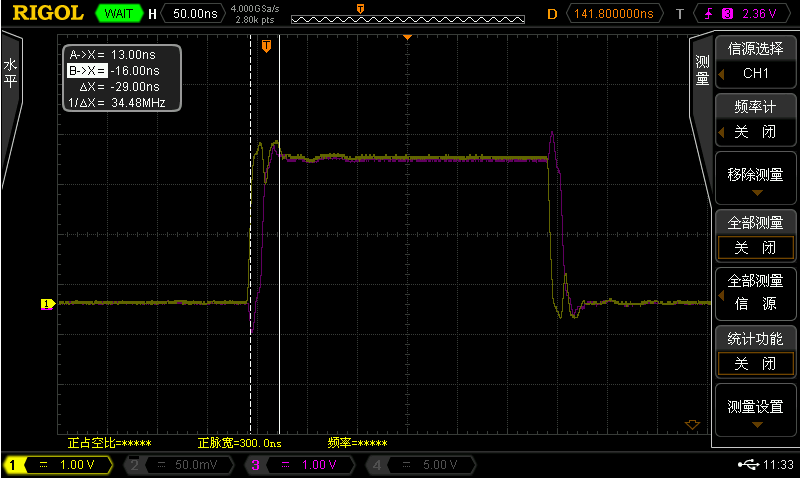 RIGOL WAIT H 50.00ns 4.000GSa/s D 141.800000ns T 3 2.36 V
2.80k pts
T
水平
A->X = 13.00ns
B->X = -16.00ns
ΔX = -29.00ns
1/ΔX = 34.48MHz
T
1
测量
信源选择
CH1
频率计
关 闭
移除测量
全部测量
关 闭
全部测量
信 源
统计功能
关 闭
测量设置
正占空比=***** 正脉宽=300.0ns 频率=*****
1 = 1.00 V 2 = 50.0mV 3 = 1.00 V 4 = 5.00 V 11:33